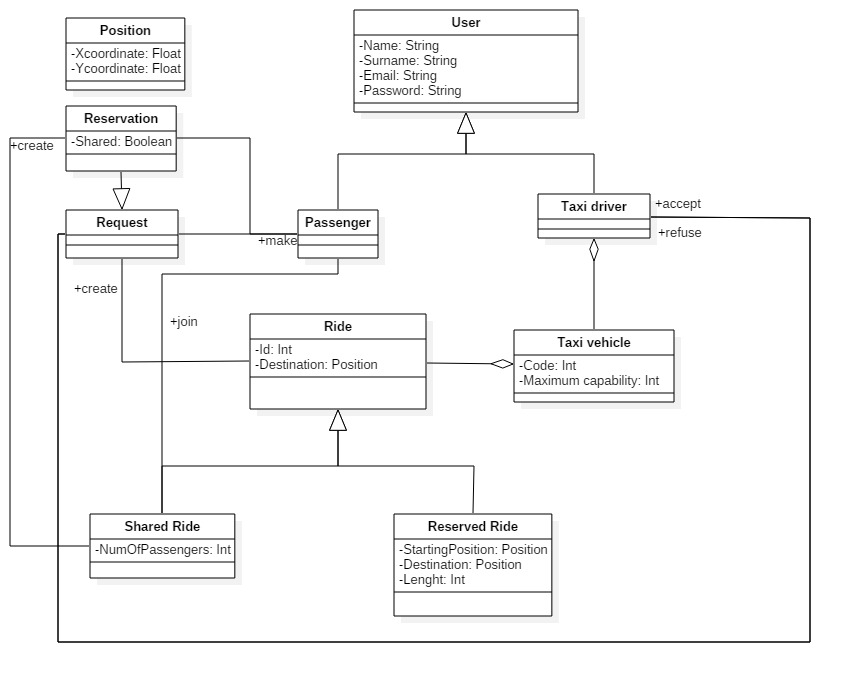 Position
-Xcoordinate: Float
-Ycoordinate: Float
User
-Name: String
-Surname: String
-Email: String
-Password: String
Reservation
-Shared: Boolean
+create
Request
Passenger
+make
Taxi driver
+accept
+refuse
+create
+join
Ride
-Id: Int
-Destination: Position
Taxi vehicle
-Code: Int
-Maximum capability: Int
Shared Ride
-NumOfPassengers: Int
Reserved Ride
-StartingPosition: Position
-Destination: Position
-Lenght: Int